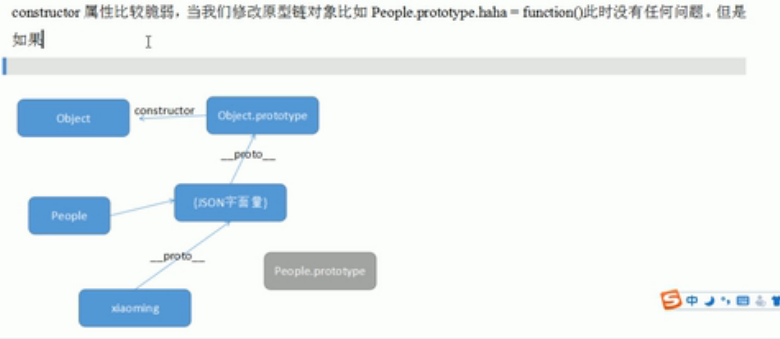 constructor 属性比较脆弱，当我们修改原型链对象比如 People.prototype.haha = function()此时没有任何问题。但是
如果
constructor
Object
Object.prototype
__proto__
{JSON字面量}
People
__proto__
People.prototype
xiaoming
中